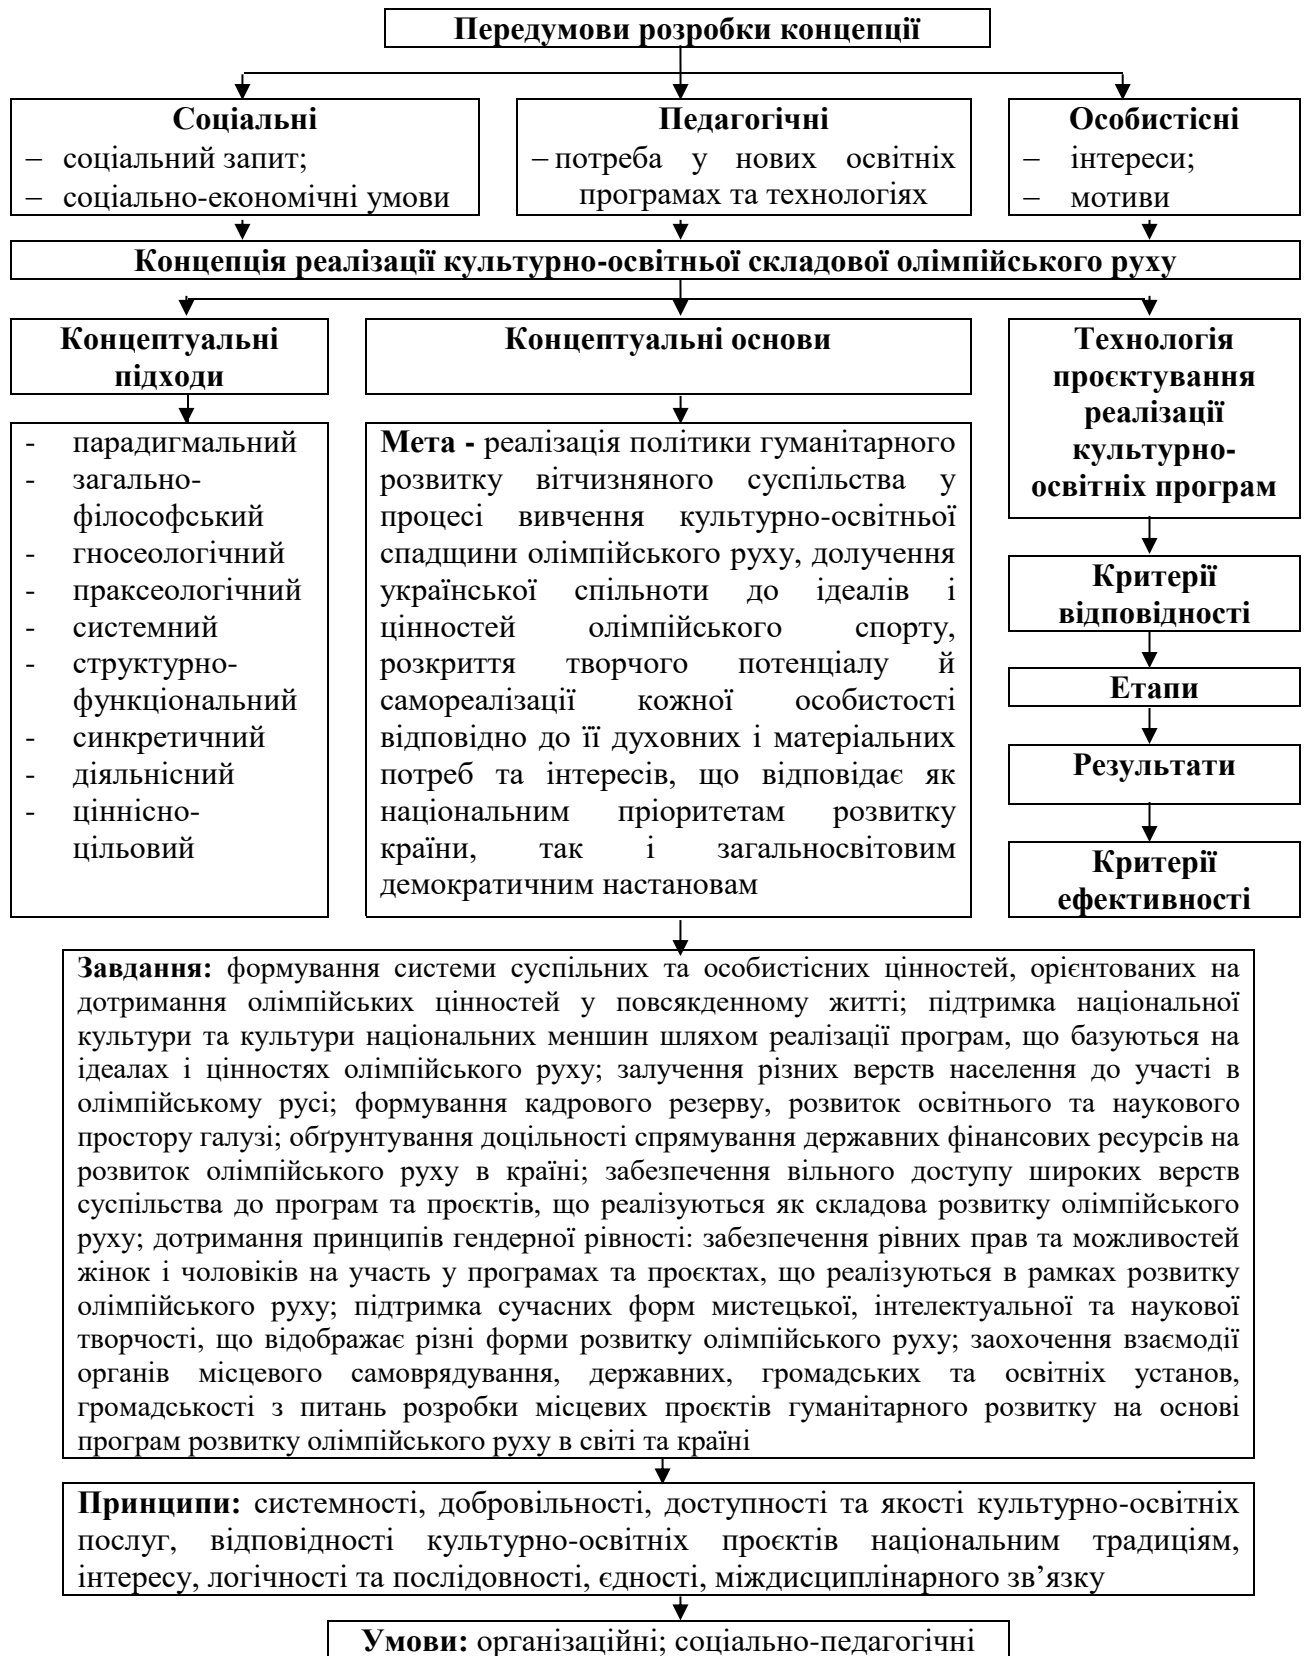 Передумови розробки концепції
Соціальні
– соціальний запит;
– соціально-економічні умови
Педагогічні
– потреба у нових освітніх
програмах та технологіях
Особистісні
– інтереси;
– мотиви
Концепція реалізації культурно-освітньої складової олімпійського руху
Концептуальні
підходи
- парадигмальний
- загально-
філософський
- гносеологічний
- праксеологічний
- системний
- структурно-
функціональний
- синкретичний
- діяльнісний
- ціннісно-
цільовий
Концептуальні основи
Мета - реалізація політики гуманітарного
розвитку вітчизняного суспільства у
процесі вивчення культурно-освітньої
спадщини олімпійського руху, долучення
української спільноти до ідеалів і
цінностей олімпійського спорту,
розкриття творчого потенціалу й
самореалізації кожної особистості
відповідно до її духовних і матеріальних
потреб та інтересів, що відповідає як
національним пріоритетам розвитку
країни, так і загальносвітовим
демократичним настановам
Технологія
проєктування
реалізації
культурно-
освітніх програм
Критерії
відповідності
Етапи
Результати
Критерії
ефективності
Завдання: формування системи суспільних та особистісних цінностей, орієнтованих на
дотримання олімпійських цінностей у повсякденному житті; підтримка національної
культури та культури національних меншин шляхом реалізації програм, що базуються на
ідеалах і цінностях олімпійського руху; залучення різних верств населення до участі в
олімпійському русі; формування кадрового резерву, розвиток освітнього та наукового
простору галузі; обґрунтування доцільності спрямування державних фінансових ресурсів на
розвиток олімпійського руху в країні; забезпечення вільного доступу широких верств
суспільства до програм та проєктів, що реалізуються як складова розвитку олімпійського
руху; дотримання принципів гендерної рівності: забезпечення рівних прав та можливостей
жінок і чоловіків на участь у програмах та проєктах, що реалізуються в рамках розвитку
олімпійського руху; підтримка сучасних форм мистецької, інтелектуальної та наукової
творчості, що відображає різні форми розвитку олімпійського руху; заохочення взаємодії
органів місцевого самоврядування, державних, громадських та освітніх установ,
громадськості з питань розробки місцевих проєктів гуманітарного розвитку на основі
програм розвитку олімпійського руху в світі та країні
Принципи: системності, добровільності, доступності та якості культурно-освітніх
послуг, відповідності культурно-освітніх проєктів національним традиціям,
інтересу, логічності та послідовності, єдності, міждисциплінарного зв’язку
Умови: організаційні; соціально-педагогічні